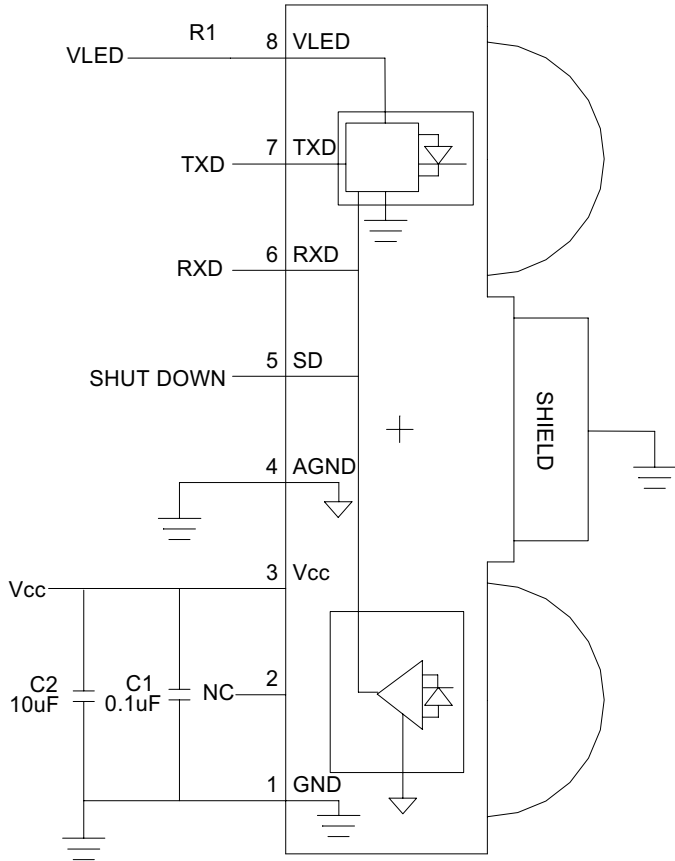 R1
8 VLED
VLED
7 TXD
TXD
6 RXD
RXD
5 SD
SHUT DOWN
SHIELD
4 AGND
3 Vcc
Vcc
C2
10uF
C1
0.1uF
2
NC
1 GND